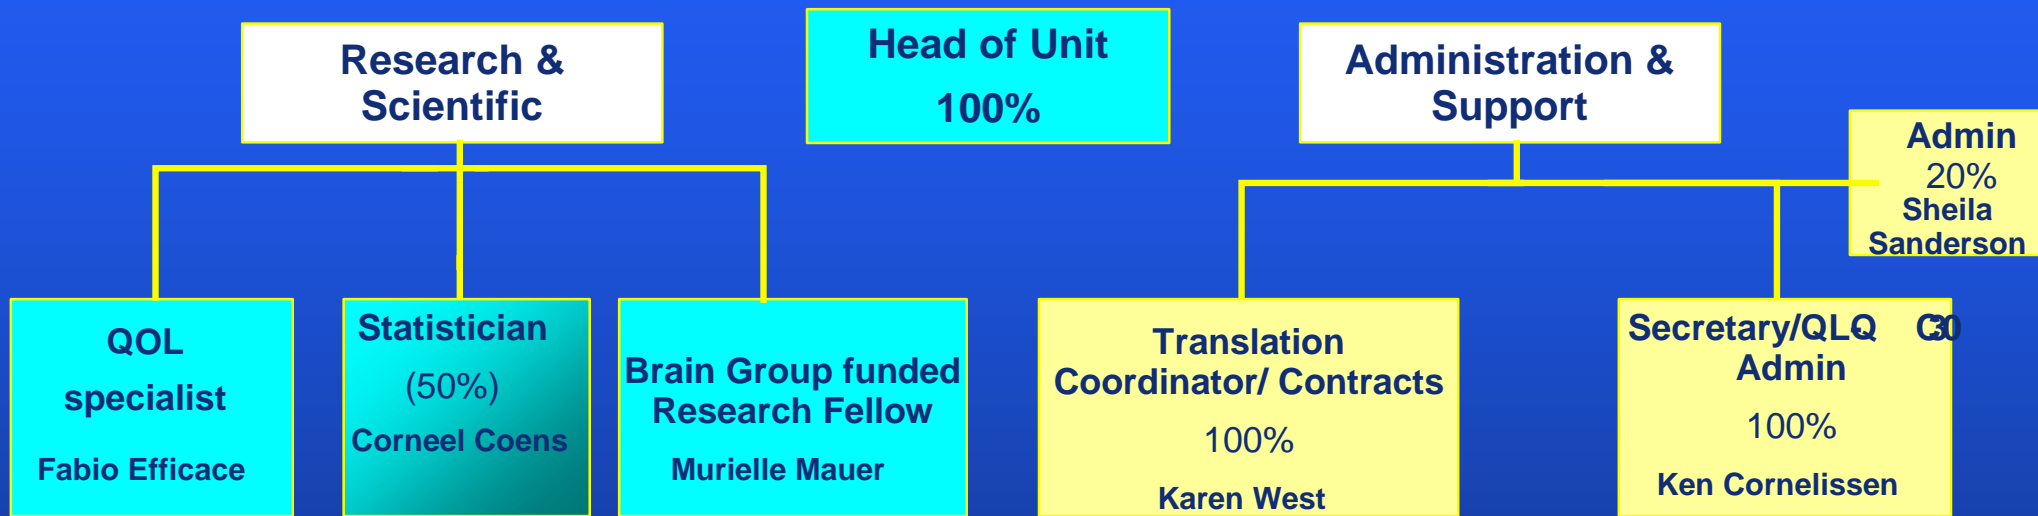 Research &
Scientific
Head of Unit
100%
Administration &
Support
Admin
20%
Sheila
Sanderson
QOL
specialist
Fabio Efficace
Statistician
(50%)
Corneel Coens
Brain Group funded
Research Fellow
Murielle Mauer
Translation
Coordinator/ Contracts
100%
Karen West
Secretary/QLQ C30
Admin
100%
Ken Cornelissen